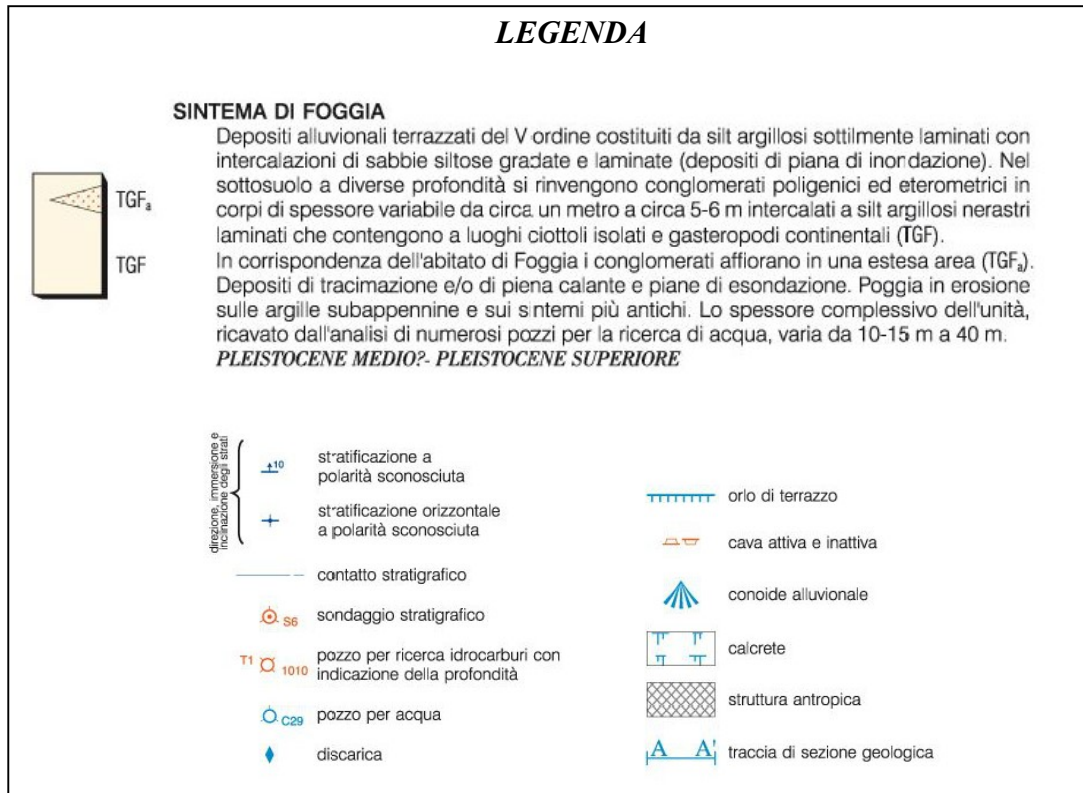 LEGENDA
SINTEMA DI FOGGIA
Depositi alluvionali terrazzati del V ordine costituiti da silt argillosi sottilmente laminati con
intercalazioni di sabbie siltose gradate e laminate (depositi di piana di inondazione). Nel
sottosuolo a diverse profondità si rinvengono conglomerati poligenici ed eterometrici in
corpi di spessore variabile da circa un metro a circa 5-6 m intercalati a silt argillosi nerastri
laminati che contengono a luoghi ciottoli isolati e gasteropodi continentali (TGF).
In corrispondenza dell'abitato di Foggia i conglomerati affiorano in una estesa area (TGFa).
Depositi di tracimazione e/o di piena calante e piane di esondazione. Poggia in erosione
sulle argille subappennine e sui sintemi più antichi. Lo spessore complessivo dell'unità,
ricavato dall'analisi di numerosi pozzi per la ricerca di acqua, varia da 10-15 m a 40 m.
PLEISTOCENE MEDIO?- PLEISTOCENE SUPERIORE
TGFa
TGF
direzione, immersione e
inclinazione degli strati
10
stratificazione a
polarità sconosciuta
stratificazione orizzontale
a polarità sconosciuta
contatto stratigrafico
S6
sondaggio stratigrafico
T1
1010
pozzo per ricerca idrocarburi con
indicazione della profondità
C29
pozzo per acqua
discarica
orlo di terrazzo
cava attiva e inattiva
conoide alluvionale
calcrete
struttura antropica
A A'
traccia di sezione geologica